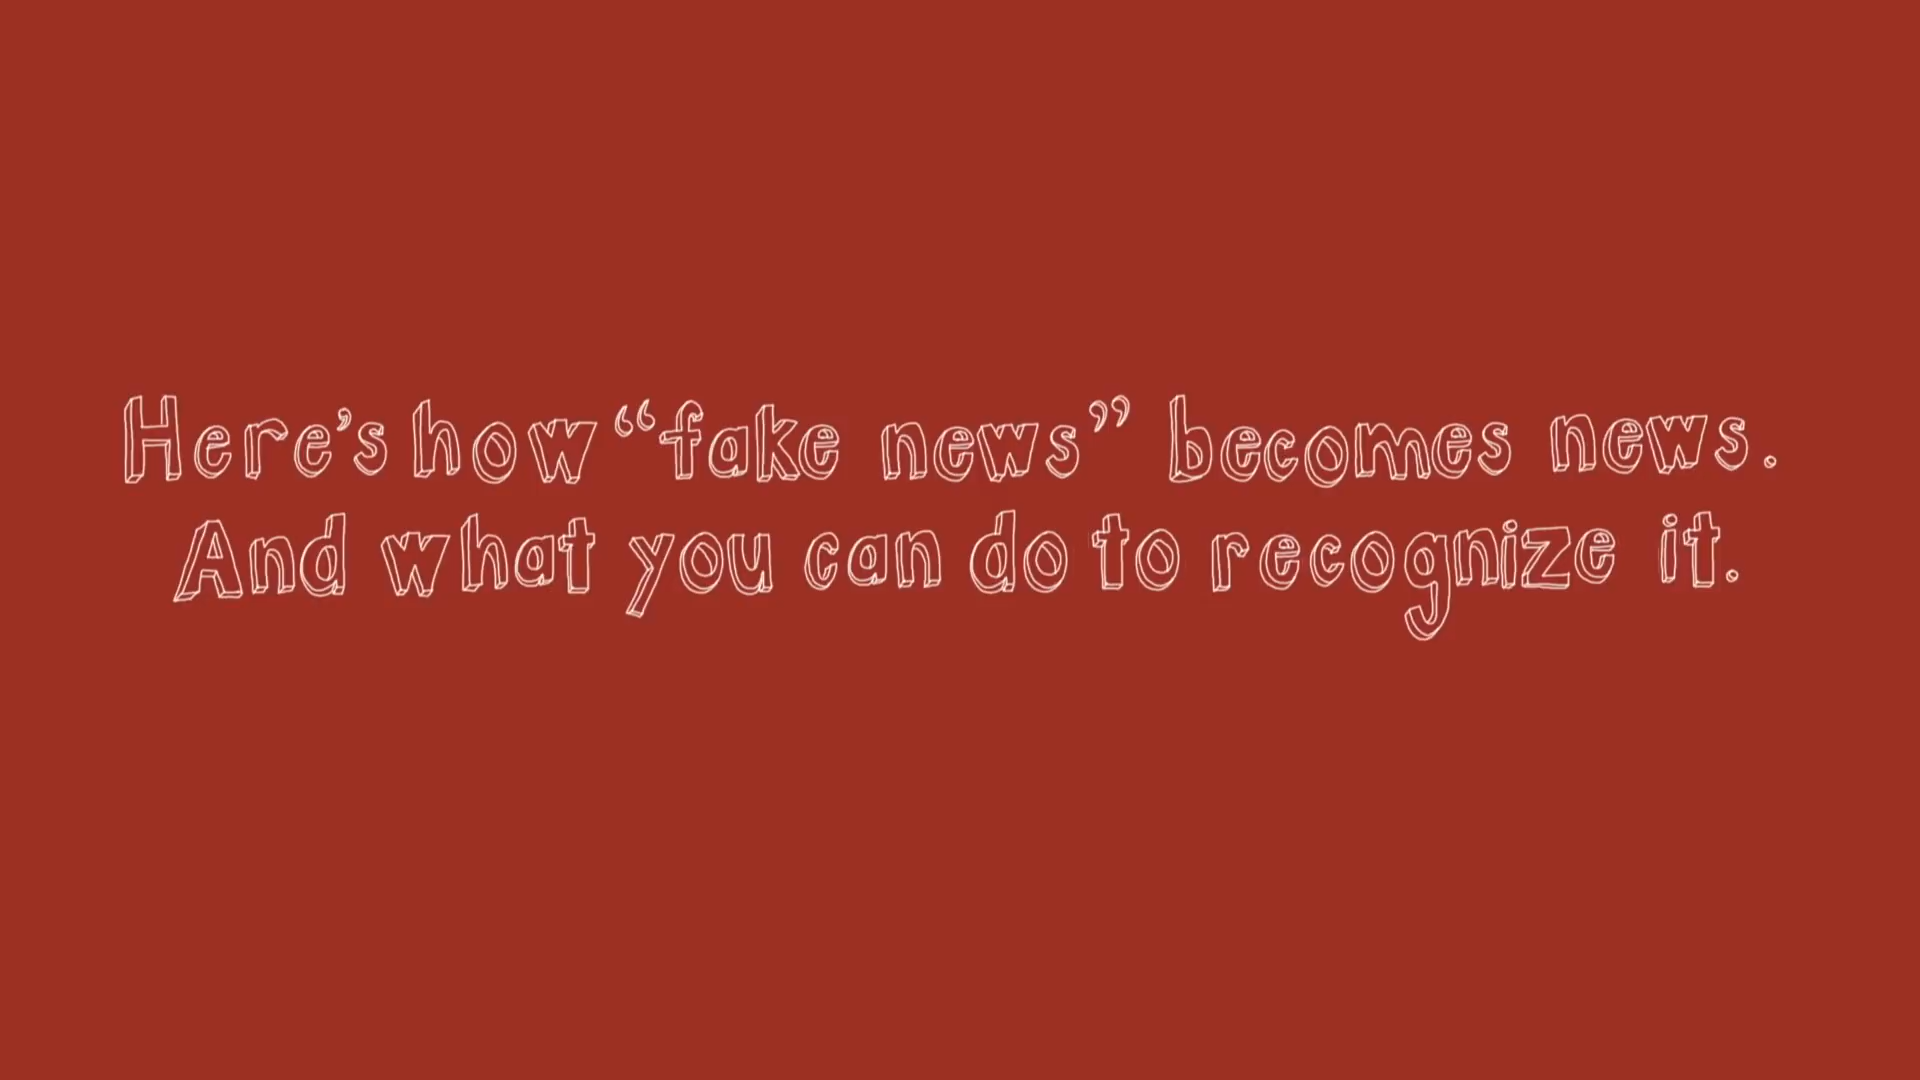 Here's how “fake news” becomes news.
And what you can do to recognize it.